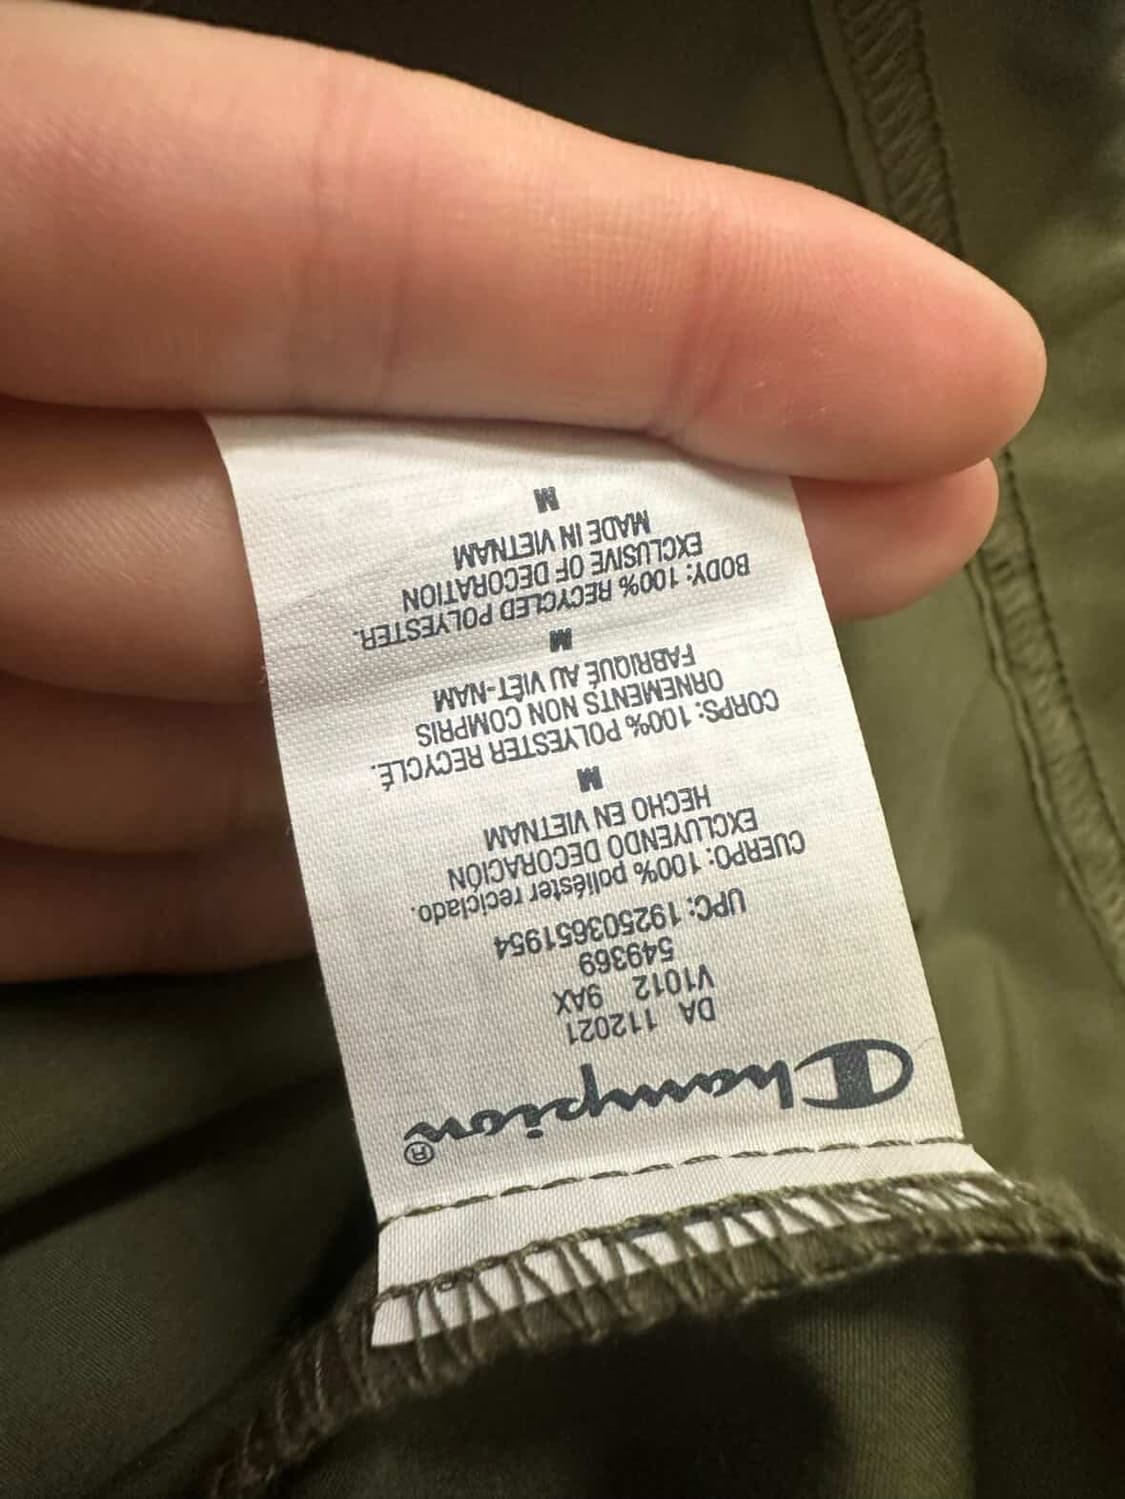 Champion®
DA 112021
V1012 9AX
549369
UPC: 192503651954
CUERPO: 100% poliéster reciclado.
EXCLUYENDO DECORACIÓN
HECHO EN VIETNAM
M
CORPS: 100% POLYESTER RECYCLÉ.
ORNEMENTS NON COMPRIS
FABRIQUÉ AU VIÊT-NAM
M
BODY: 100% RECYCLED POLYESTER.
EXCLUSIVE OF DECORATION
MADE IN VIETNAM
M